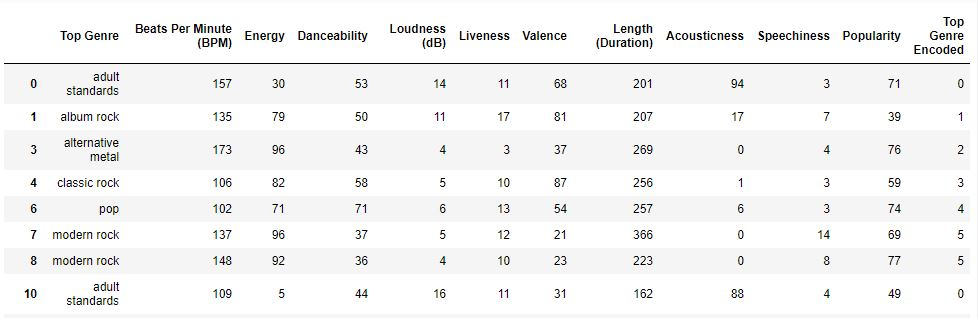 Top Genre Beats Per Minute (BPM) Energy Danceability Loudness (dB) Liveness Valence Length (Duration) Acousticness Speechiness Popularity Top Genre Encoded
0 adult standards 157 30 53 14 11 68 201 94 3 71 0
1 album rock 135 79 50 11 17 81 207 17 7 39 1
3 alternative metal 173 96 43 4 3 37 269 0 4 76 2
4 classic rock 106 82 58 5 10 87 256 1 3 59 3
6 pop 102 71 71 6 13 54 257 6 3 74 4
7 modern rock 137 96 37 5 12 21 366 0 14 69 5
8 modern rock 148 92 36 4 10 23 223 0 8 77 5
10 adult standards 109 5 44 16 11 31 162 88 4 49 0